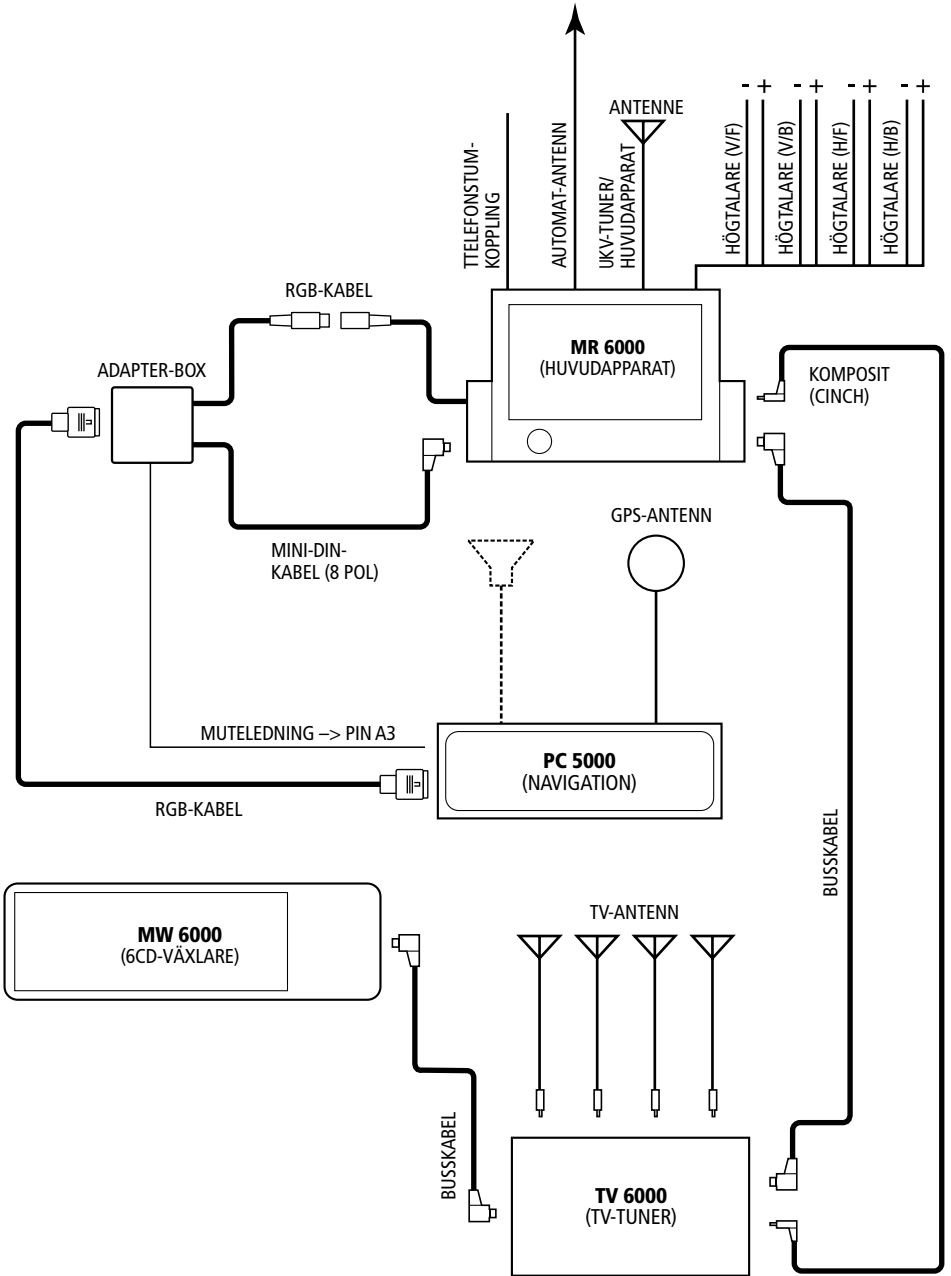 - + - + - + - +
ANTENNE
TTELEFONSTUM-
KOPPLING
AUTOMAT-ANTENN
UKV-TUNER/
HUVUDAPPARAT
HÖGTALARE (V/F)
HÖGTALARE (V/B)
HÖGTALARE (H/F)
HÖGTALARE (H/B)
RGB-KABEL
ADAPTER-BOX
MR 6000
(HUVUDAPPARAT)
KOMPOSIT
(CINCH)
MINI-DIN-
KABEL (8 POL)
GPS-ANTENN
MUTELEDNING –> PIN A3
PC 5000
(NAVIGATION)
RGB-KABEL
BUSSKABEL
MW 6000
(6CD-VÄXLARE)
TV-ANTENN
BUSSKABEL
TV 6000
(TV-TUNER)